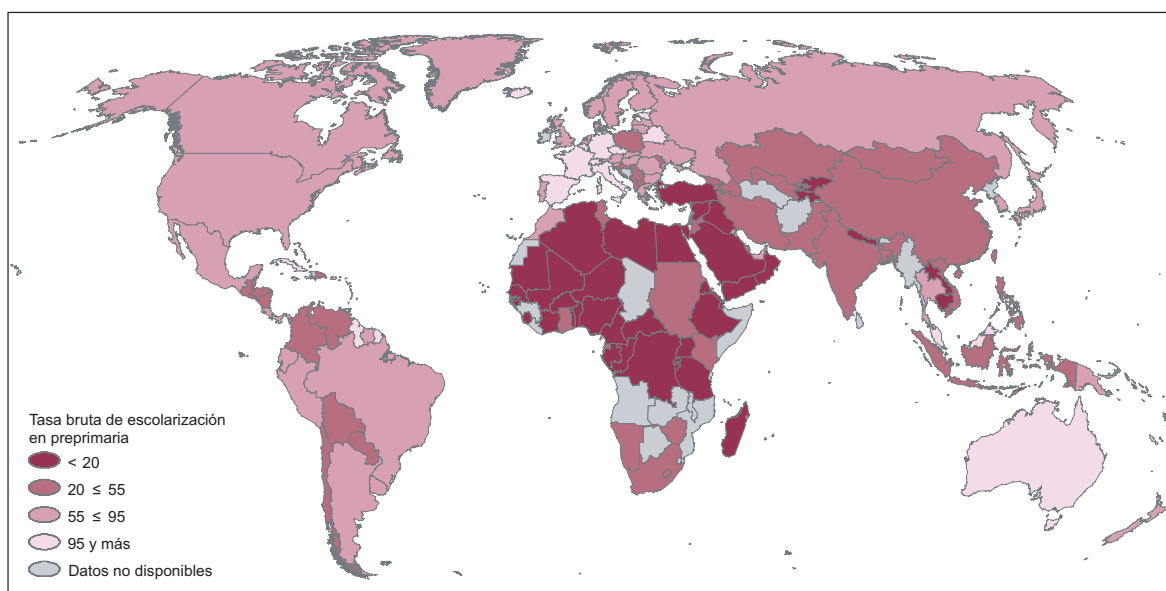 Tasa bruta de escolarización
en preprimaria
< 20
20 ≤ 55
55 ≤ 95
95 y más
Datos no disponibles